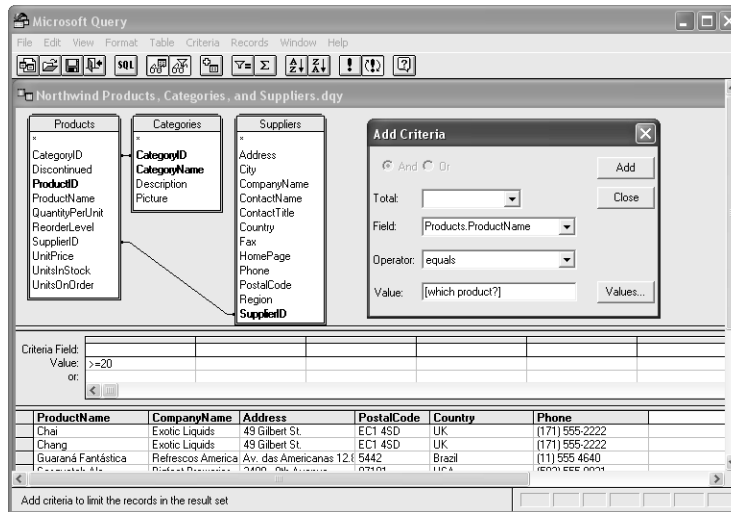 Microsoft Query
File Edit View Format Table Criteria Records Window Help
SQL
Northwind Products, Categories, and Suppliers.dqy
Products
*
CategoryID
Discontinued
ProductID
ProductName
QuantityPerUnit
ReorderLevel
SupplierID
UnitPrice
UnitsInStock
UnitsOnOrder
Categories
*
CategoryID
CategoryName
Description
Picture
Suppliers
*
Address
City
CompanyName
ContactName
ContactTitle
Country
Fax
HomePage
Phone
PostalCode
Region
SupplierID
Add Criteria
And Or
Add
Total:
Close
Field: Products.ProductName
Operator: equals
Value: [which product?] Values...
Criteria Field:
Value: >=20
or:
ProductName CompanyName Address PostalCode Country Phone
Chai Exotic Liquids 49 Gilbert St. EC1 4SD UK (171) 555-2222
Chang Exotic Liquids 49 Gilbert St. EC1 4SD UK (171) 555-2222
Guaraná Fantástica Refrescos America Av. das Americanas 12.8 5442 Brazil (11) 555 4640
Add criteria to limit the records in the result set